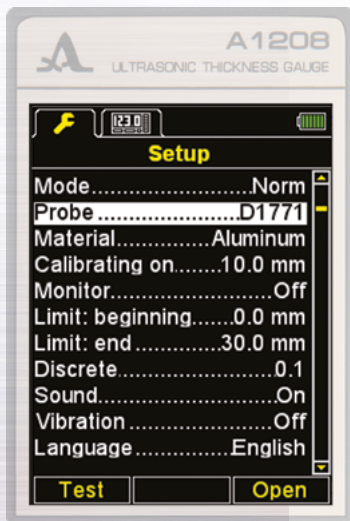 A1208
ULTRASONIC THICKNESS GAUGE
123.0
Setup
Mode..........................Norm
Probe ......................D1771
Material...............Aluminum
Calibrating on........10.0 mm
Monitor..........................Off
Limit: beginning.......0.0 mm
Limit: end ..............30.0 mm
Discrete.........................0.1
Sound............................On
Vibration .......................Off
Language ...............English
Test Open